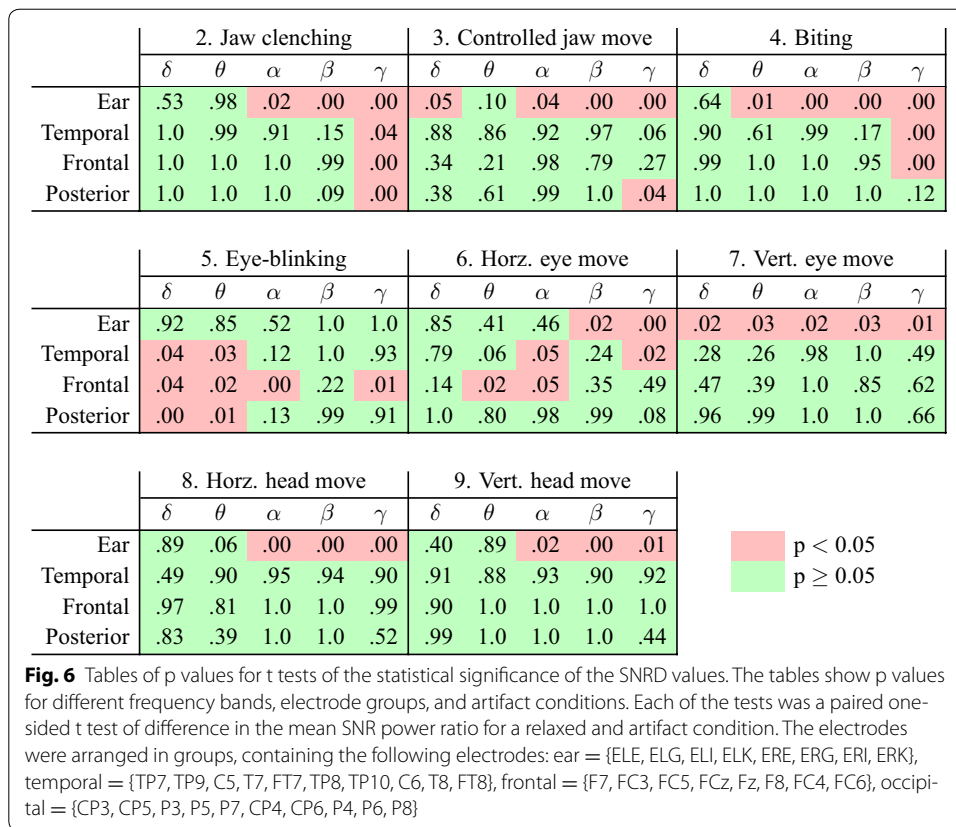 2. Jaw clenching 3. Controlled jaw move 4. Biting
δ θ α β γ δ θ α β γ δ θ α β γ
Ear .53 .98 .02 .00 .00 .05 .10 .04 .00 .00 .64 .01 .00 .00 .00
Temporal 1.0 .99 .91 .15 .04 .88 .86 .92 .97 .06 .90 .61 .99 .17 .00
Frontal 1.0 1.0 1.0 .99 .00 .34 .21 .98 .79 .27 .99 1.0 1.0 .95 .00
Posterior 1.0 1.0 1.0 .09 .00 .38 .61 .99 1.0 .04 1.0 1.0 1.0 1.0 .12
5. Eye-blinking 6. Horz. eye move 7. Vert. eye move
δ θ α β γ δ θ α β γ δ θ α β γ
Ear .92 .85 .52 1.0 1.0 .85 .41 .46 .02 .00 .02 .03 .02 .03 .01
Temporal .04 .03 .12 1.0 .93 .79 .06 .05 .24 .02 .28 .26 .98 1.0 .49
Frontal .04 .02 .00 .22 .01 .14 .02 .05 .35 .49 .47 .39 1.0 .85 .62
Posterior .00 .01 .13 .99 .91 1.0 .80 .98 .99 .08 .96 .99 1.0 1.0 .66
8. Horz. head move 9. Vert. head move
δ θ α β γ δ θ α β γ
Ear .89 .06 .00 .00 .00 .40 .89 .02 .00 .01 p < 0.05
Temporal .49 .90 .95 .94 .90 .91 .88 .93 .90 .92 p ≥ 0.05
Frontal .97 .81 1.0 1.0 .99 .90 1.0 1.0 1.0 1.0
Posterior .83 .39 1.0 1.0 .52 .99 1.0 1.0 1.0 .44
Fig. 6 Tables of p values for t tests of the statistical significance of the SNRD values. The tables show p values
for different frequency bands, electrode groups, and artifact conditions. Each of the tests was a paired one-
sided t test of difference in the mean SNR power ratio for a relaxed and artifact condition. The electrodes
were arranged in groups, containing the following electrodes: ear = {ELE, ELG, ELI, ELK, ERE, ERG, ERI, ERK},
temporal = {TP7, TP9, C5, T7, FT7, TP8, TP10, C6, T8, FT8}, frontal = {F7, FC3, FC5, FCz, Fz, F8, FC4, FC6}, occipi-
tal = {CP3, CP5, P3, P5, P7, CP4, CP6, P4, P6, P8}